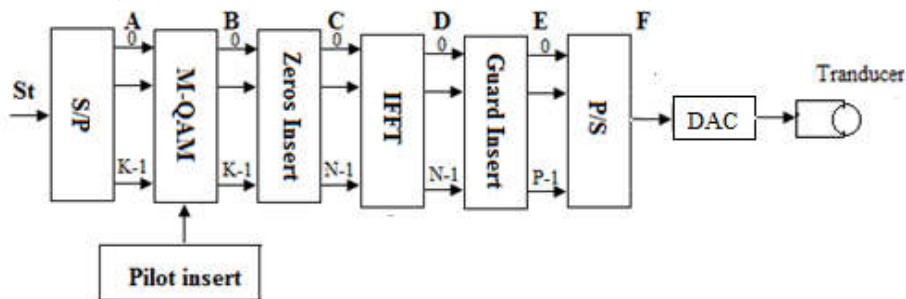 A B C D E F
0 0 0 0 0
St
S/P
M-QAM
Zeros Insert
IFFT
Guard Insert
P/S
DAC
Tranducer
K-1 K-1 N-1 N-1 P-1
Pilot insert